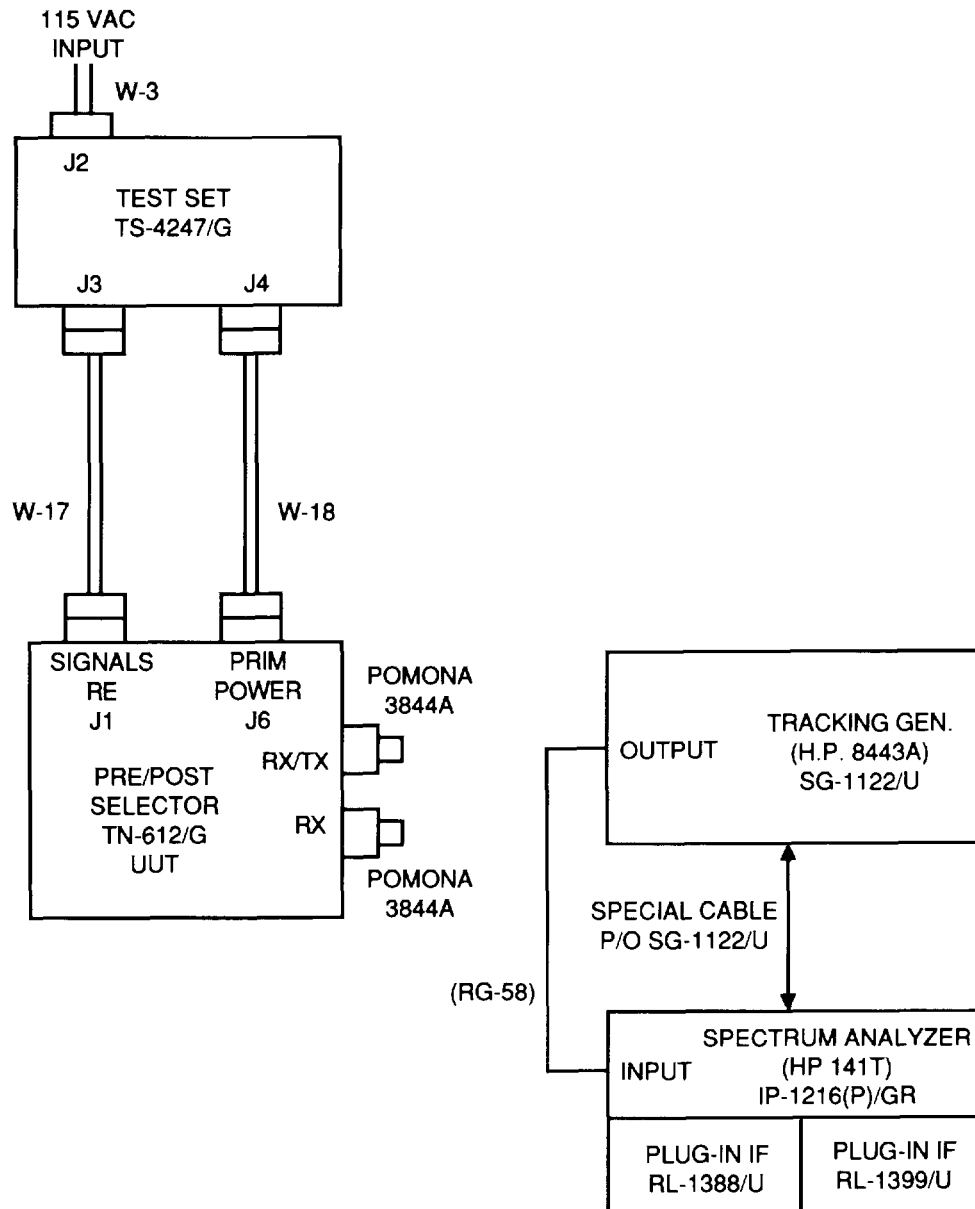 115 VAC
INPUT
W-3
J2
TEST SET
TS-4247/G
J3
J4
W-17
W-18
SIGNALS
RE
J1
PRIM
POWER
J6
RX/TX
RX
PRE/POST
SELECTOR
TN-612/G
UUT
POMONA
3844A
POMONA
3844A
OUTPUT
TRACKING GEN.
(H.P. 8443A)
SG-1122/U
SPECIAL CABLE
P/O SG-1122/U
(RG-58)
INPUT
SPECTRUM ANALYZER
(HP 141T)
IP-1216(P)/GR
PLUG-IN IF
RL-1388/U
PLUG-IN IF
RL-1399/U